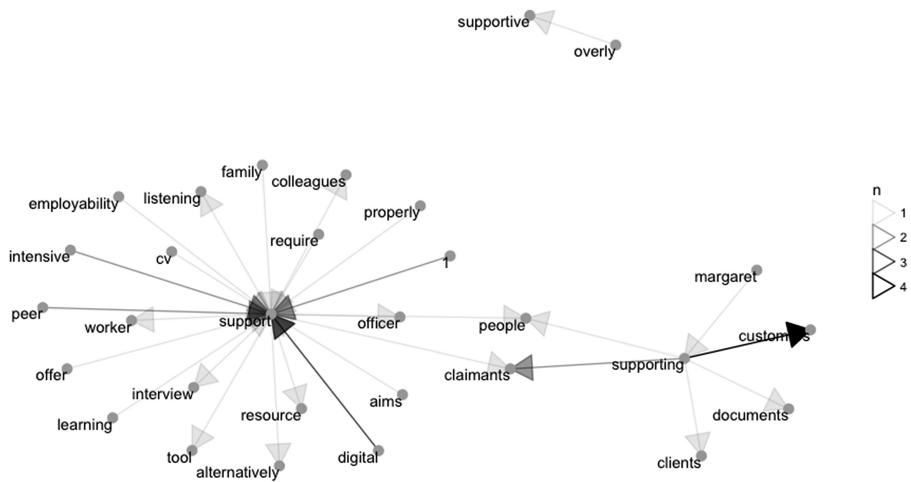 supportive
overly
family
colleagues
employability
listening
properly
n
1
require
2
intensive
cv
1
3
margaret
4
peer
worker
support
officer
people
customers
offer
claimants
supporting
interview
aims
learning
resource
documents
tool
digital
clients
alternatively